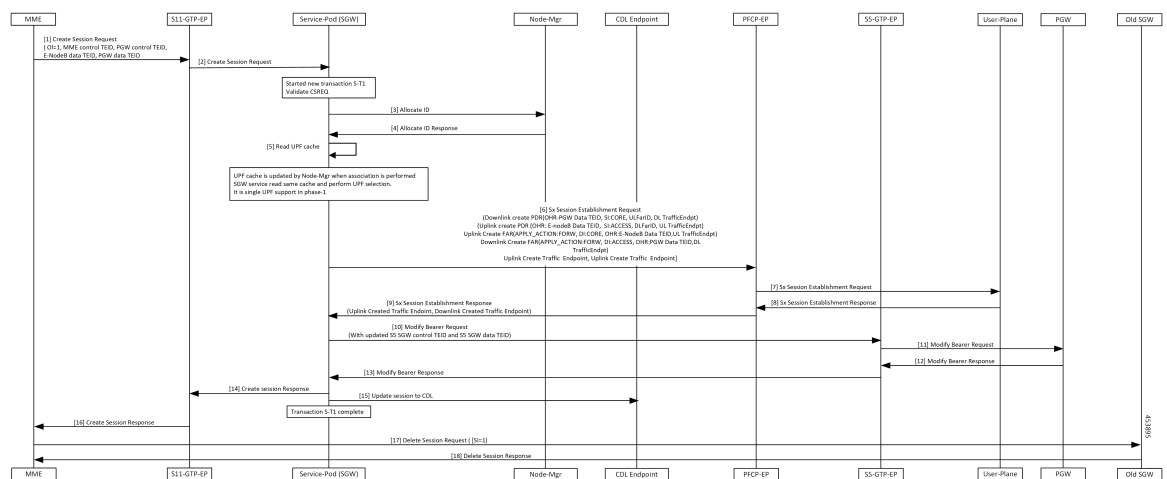 MME
S11-GTP-EP
Service-Pod (SGW)
Node-Mgr
CDL Endpoint
PFCP-EP
S5-GTP-EP
User-Plane
PGW
Old SGW
[1] Create Session Request
( OI=1, MME control TEID, PGW control TEID,
E-NodeB data TEID, PGW data TEID
[2] Create Session Request
Started new transaction S-T1
Validate CSREQ
[3] Allocate ID
[4] Allocate ID Response
[5] Read UPF cache
UPF cache is updated by Node-Mgr when association is performed
SGW service read same cache and perform UPF selection.
It is single UPF support in phase-1
[6] Sx Session Establishment Request
(Downlink create PDR(OHR-PGW Data TEID, SI:CORE, ULFarID, DL TrafficEndpt)
(Uplink create PDR (OHR: E-nodeB Data TEID, SI:ACCESS, DLFarID, UL TrafficEndpt)
Uplink Create FAR(APPLY_ACTION:FORW, DI:CORE, OHR:E-NodeB Data TEID,UL TrafficEndpt)
Downlink Create FAR(APPLY_ACTION:FORW, DI:ACCESS, OHR:PGW Data TEID,DL
TrafficEndpt)
Uplink Create Traffic Endpoint, Uplink Create Traffic Endpoint]
[7] Sx Session Establishment Request
[8] Sx Session Establishment Response
[9] Sx Session Establishment Response
(Uplink Created Traffic Endoint, Downlink Created Traffic Endpoint)
[10] Modify Bearer Request
(With updated S5 SGW control TEID and S5 SGW data TEID)
[11] Modify Bearer Request
[12] Modify Bearer Response
[13] Modify Bearer Response
[14] Create session Response
[15] Update session to CDL
Transaction S-T1 complete
[16] Create Session Response
[17] Delete Session Request ( [SI=1)
[18] Delete Session Response
453895
MME
S11-GTP-EP
Service-Pod (SGW)
Node-Mgr
CDL Endpoint
PFCP-EP
S5-GTP-EP
User-Plane
PGW
Old SGW